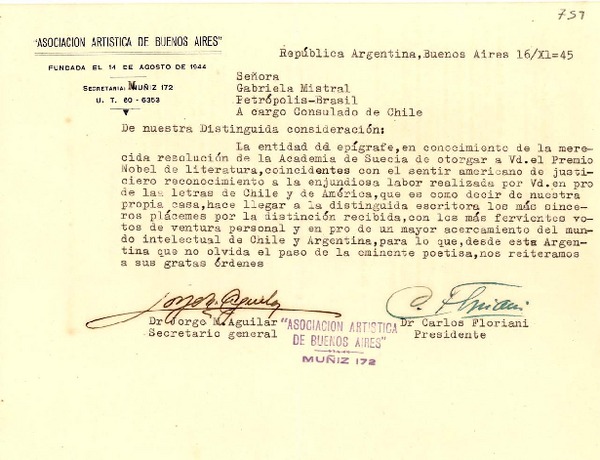 757
"ASOCIACION ARTISTICA DE BUENOS AIRES"
FUNDADA EL 14 DE AGOSTO DE 1944
SECRETARIA: MUÑIZ 172
U. T. 60 - 6353
República Argentina, Buenos Aires 16/XI=45
Señora
Gabriela Mistral
Petrópolis-Brasil
A cargo Consulado de Chile
De nuestra Distinguida consideración:
La entidad dd epígrafe, en conocimiento de la mere-
cida resolución de la Academia de Suecia de otorgar a Vd. el Premio
Nobel de literatura, coincidentes con el sentir americano de justi-
ciero reconocimiento a la enjundiosa labor realizada por Vd. en pro
de las letras de Chile y de América, que es como decir de nuestra
propia casa, hace llegar a la distinguida escritora los más since-
ros plácemes por la distinción recibida, con los más fervientes vo-
tos de ventura personal y en pro de un mayor acercamiento del mun-
do intelectual de Chile y Argentina, para lo que, desde esta Argen-
tina que no olvida el paso de la eminente poetisa, nos reiteramos
a sus gratas órdenes
Jorge M. Aguilar
C. Floriani
Dr Jorge M. Aguilar
Secretario general
"ASOCIACION ARTISTICA
DE BUENOS AIRES"
MUÑIZ 172
Dr Carlos Floriani
Presidente